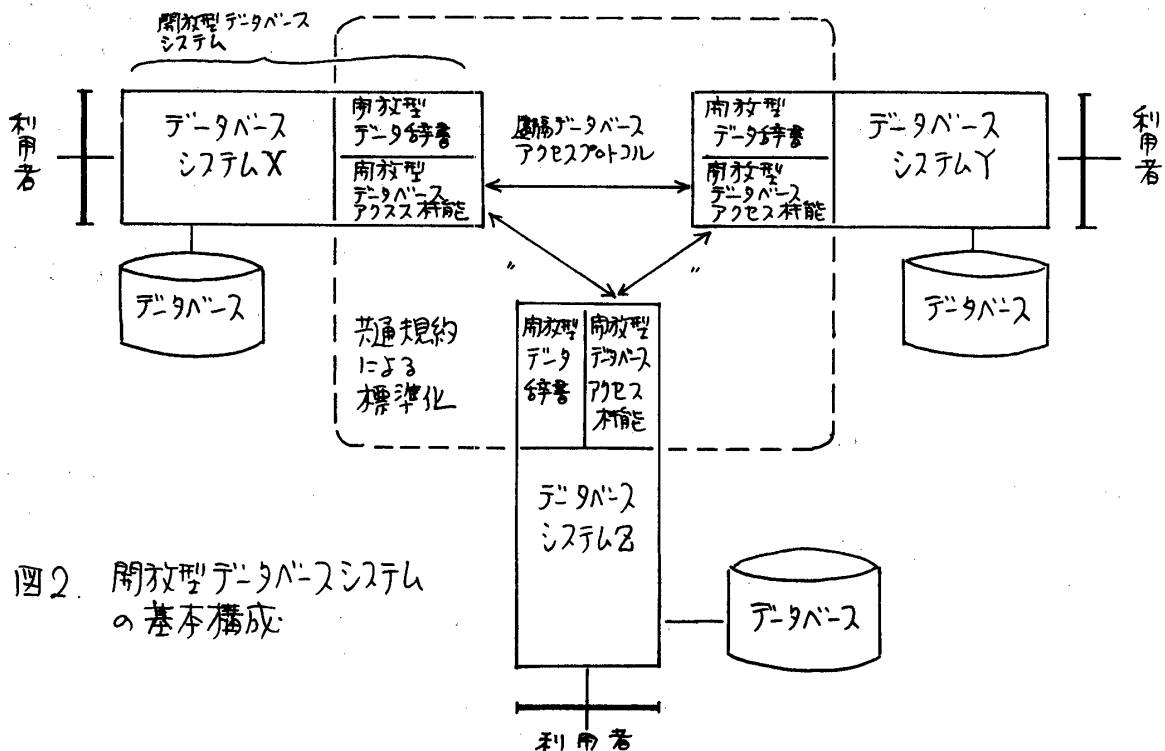 開放型データベース
システム
利用者
データベース
システムX
開放型
データ辞書
開放型
データベース
アクスス機能
遠隔データベース
アクセスプロトコル
開放型
データ辞書
開放型
データベース
アクセス機能
データベース
システムY
利用者
データベース
〃
〃
データベース
共通規約
による
標準化
開放型
データ
辞書
開放型
データベース
アクセス
機能
データベース
システムZ
データベース
利用者
図2. 開放型データベースシステム
の基本構成